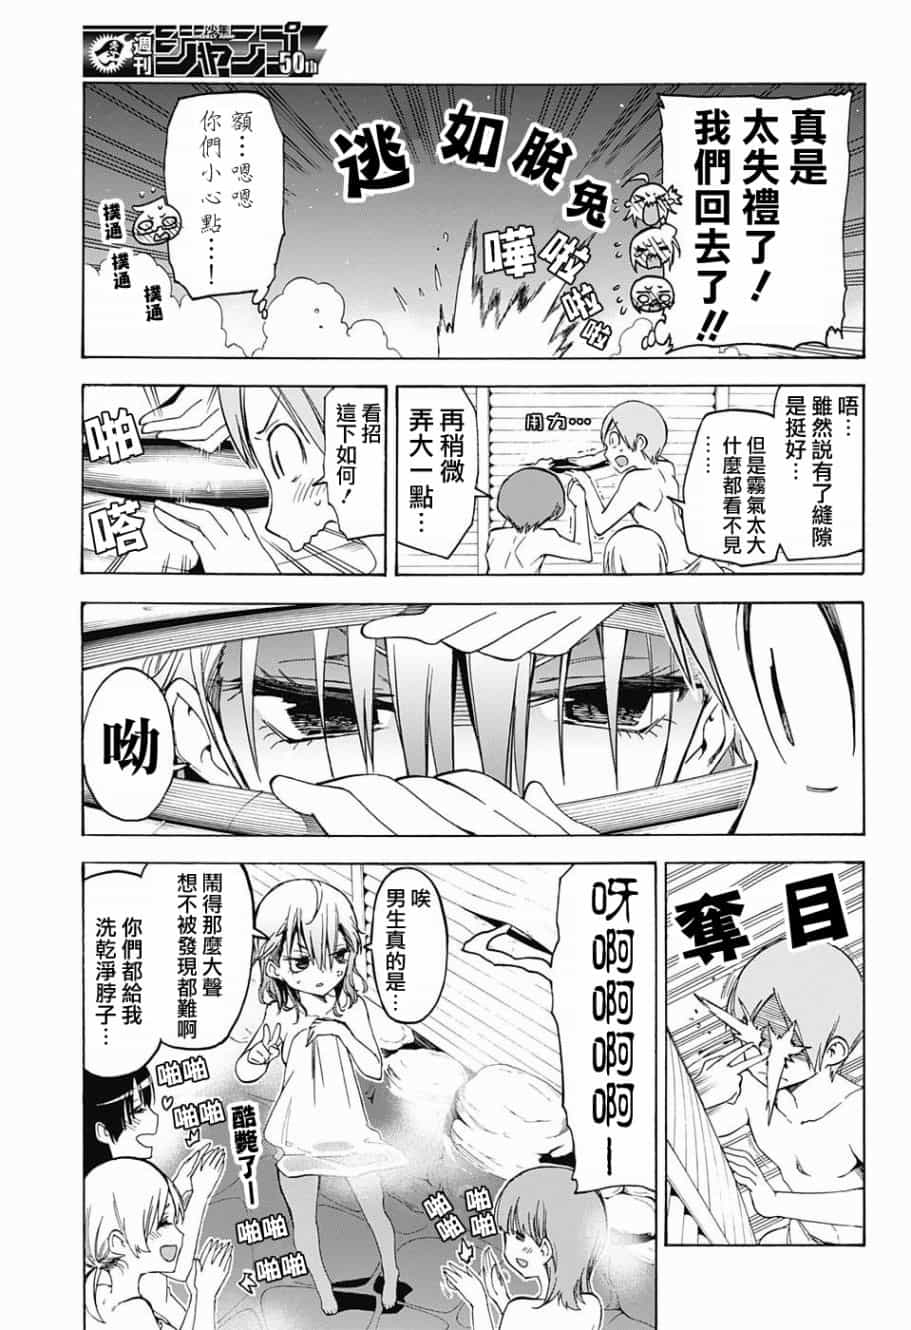 週刊
少年
ジャンプ
50th
真是
太失禮了！
我們回去了!!
逃如脫兔
嘩啦啦啦
額…嗯嗯
你們小心點……!
撲通
撲通
撲通
唔…
雖然說有了縫隙
是挺好…
但是霧氣太大
什麼都看不見
……
用力…
再稍微
弄大一點
…
看招
這下如何!
啪
嗒
呦
奪目
呀啊啊啊啊ー
唉
男生真的是…
鬧得那麼大聲
想不被發現都難啊
你們都給我
洗乾淨脖子…
酷斃了ー
啪啪
啪啪
啪啪
啪啪
啪啪
啪啪
啪啪